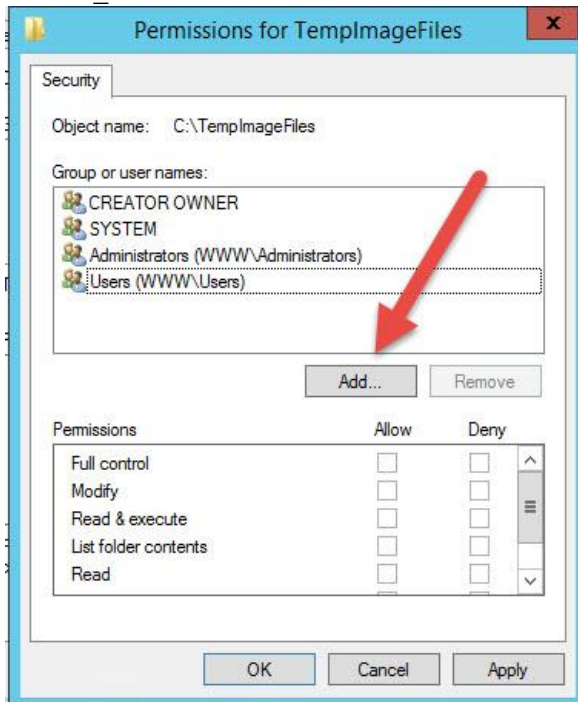 Permissions for TempImageFiles
x
Security
Object name: C:\TempImageFiles
Group or user names:
CREATOR OWNER
SYSTEM
Administrators (WWW\Administrators)
Users (WWW\Users)
Add... Remove
Permissions Allow Deny
Full control
Modify
Read & execute
List folder contents
Read
OK Cancel Apply